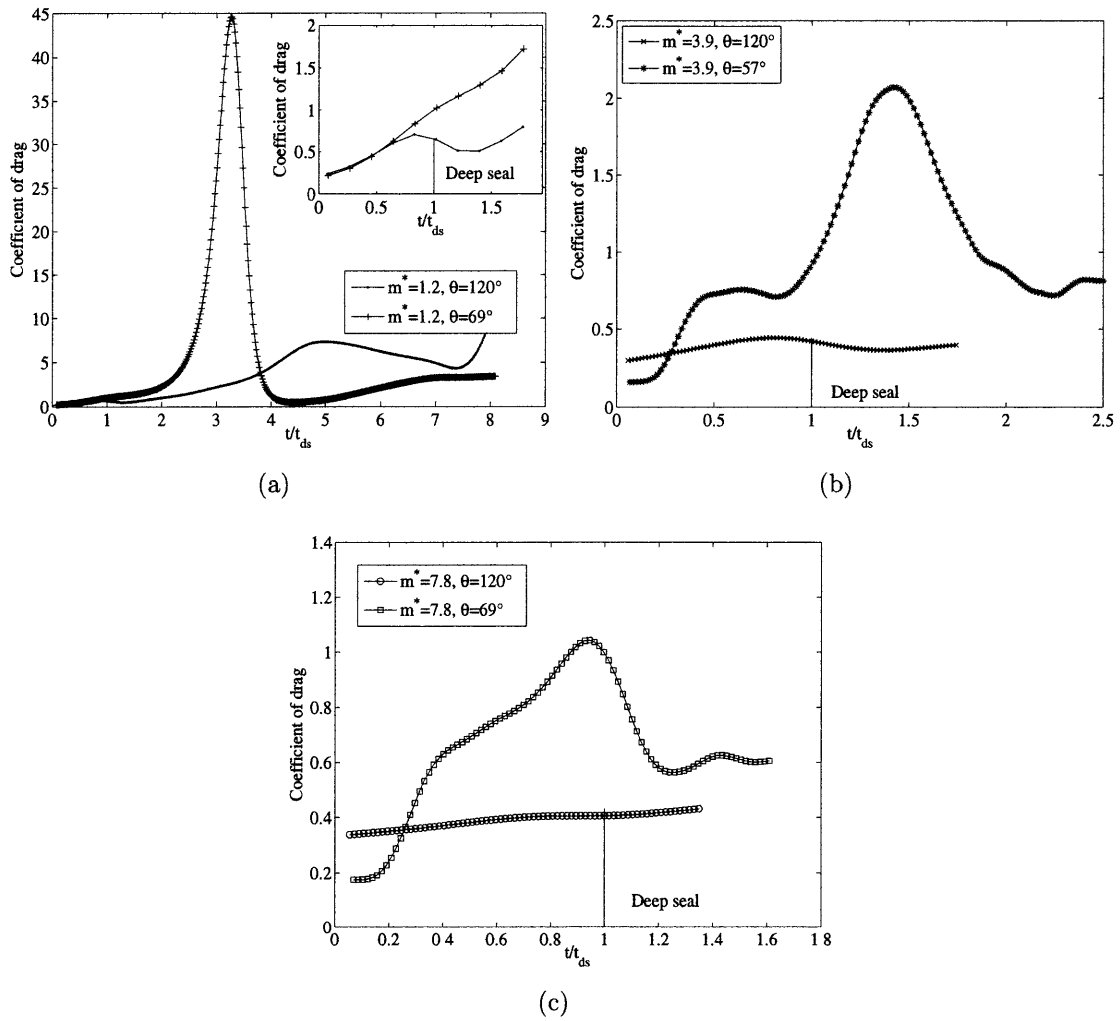 45
40
35
30
25
20
15
10
5
0
Coefficient of drag
0 1 2 3 4 5 6 7 8 9
t/t_ds
2
1.5
1
0.5
0
Coefficient of drag
0 0.5 1 1.5
t/t_ds
Deep seal
m*=1.2, θ=120°
m*=1.2, θ=69°
(a)
2.5
2
1.5
1
0.5
0
Coefficient of drag
0 0.5 1 1.5 2 2.5
t/t_ds
m*=3.9, θ=120°
m*=3.9, θ=57°
Deep seal
(b)
1.4
1.2
1
0.8
0.6
0.4
0.2
0
Coefficient of drag
0 0.2 0.4 0.6 0.8 1 1.2 1.4 1.6 1 8
t/t_ds
m*=7.8, θ=120°
m*=7.8, θ=69°
Deep seal
(c)